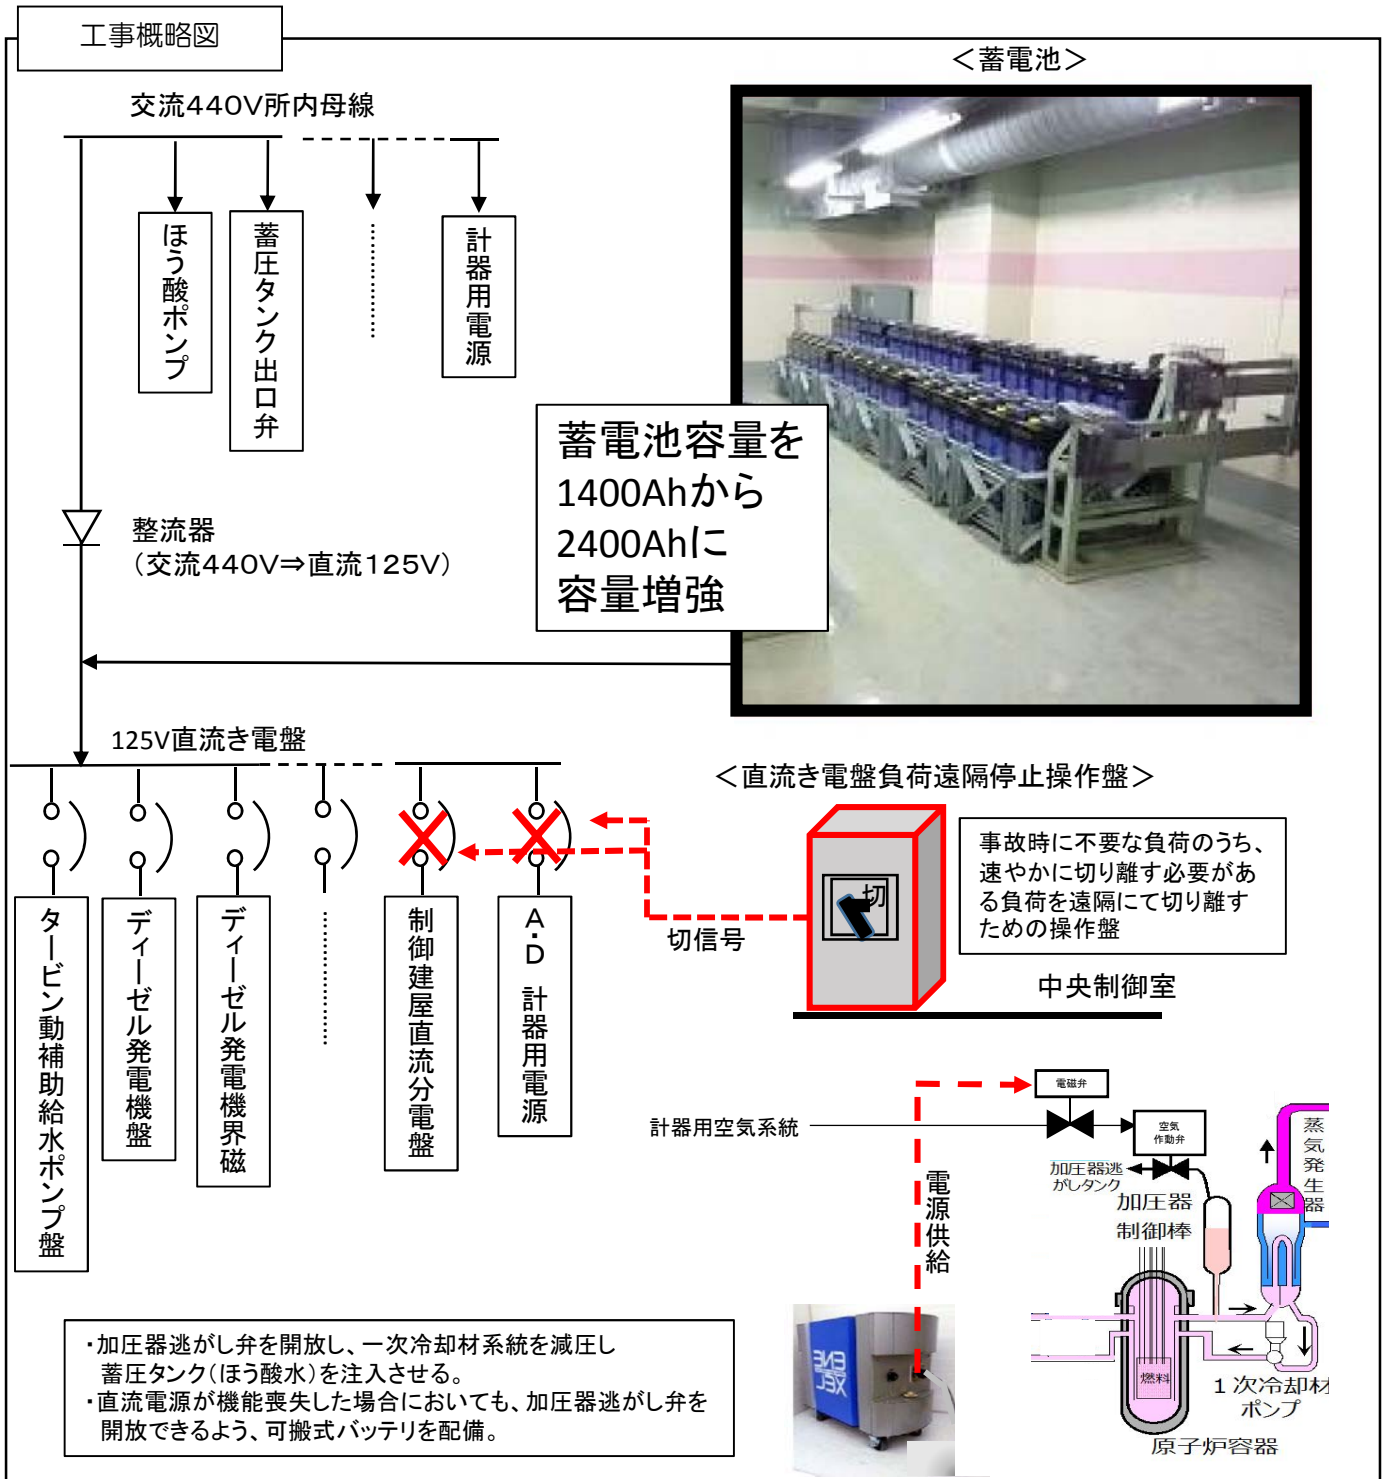 工事概略図
＜蓄電池＞
交流440V所内母線
ほう酸ポンプ
蓄圧タンク出口弁
計器用電源
蓄電池容量を
1400Ahから
2400Ahに
容量増強
整流器
（交流440V⇒直流125V）
125V直流き電盤
＜直流き電盤負荷遠隔停止操作盤＞
切
事故時に不要な負荷のうち、
速やかに切り離す必要があ
る負荷を遠隔にて切り離す
ための操作盤
切信号
中央制御室
タービン動補助給水ポンプ盤
ディーゼル発電機盤
ディーゼル発電機界磁
制御建屋直流分電盤
A・D 計器用電源
電磁弁
計器用空気系統
空気
作動弁
加圧器逃
がしタンク
蒸気発生器
加圧器
制御棒
電源供給
燃料
１次冷却材
ポンプ
原子炉容器
ENE
XEL
・加圧器逃がし弁を開放し、一次冷却材系統を減圧し
蓄圧タンク（ほう酸水）を注入させる。
・直流電源が機能喪失した場合においても、加圧器逃がし弁を
開放できるよう、可搬式バッテリを配備。